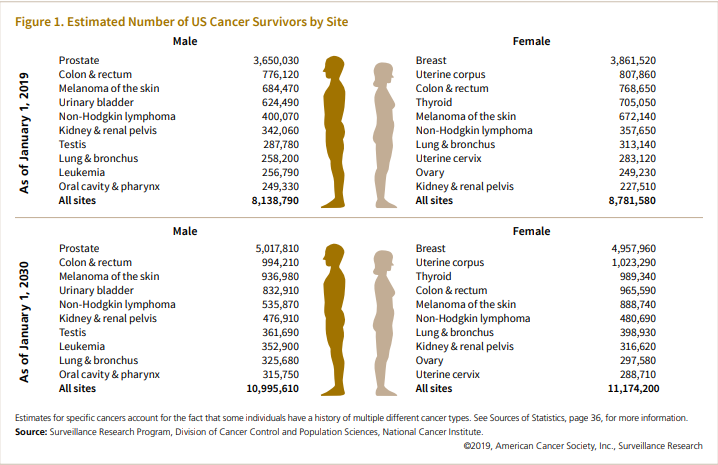 Figure 1. Estimated Number of US Cancer Survivors by Site
Male Female
As of January 1, 2019
Prostate 3,650,030 Breast 3,861,520
Colon & rectum 776,120 Uterine corpus 807,860
Melanoma of the skin 684,470 Colon & rectum 768,650
Urinary bladder 624,490 Thyroid 705,050
Non-Hodgkin lymphoma 400,070 Melanoma of the skin 672,140
Kidney & renal pelvis 342,060 Non-Hodgkin lymphoma 357,650
Testis 287,780 Lung & bronchus 313,140
Lung & bronchus 258,200 Uterine cervix 283,120
Leukemia 256,790 Ovary 249,230
Oral cavity & pharynx 249,330 Kidney & renal pelvis 227,510
All sites 8,138,790 All sites 8,781,580
Male Female
As of January 1, 2030
Prostate 5,017,810 Breast 4,957,960
Colon & rectum 994,210 Uterine corpus 1,023,290
Melanoma of the skin 936,980 Thyroid 989,340
Urinary bladder 832,910 Colon & rectum 965,590
Non-Hodgkin lymphoma 535,870 Melanoma of the skin 888,740
Kidney & renal pelvis 476,910 Non-Hodgkin lymphoma 480,690
Testis 361,690 Lung & bronchus 398,930
Leukemia 352,900 Kidney & renal pelvis 316,620
Lung & bronchus 325,680 Ovary 297,580
Oral cavity & pharynx 315,750 Uterine cervix 288,710
All sites 10,995,610 All sites 11,174,200
Estimates for specific cancers account for the fact that some individuals have a history of multiple different cancer types. See Sources of Statistics, page 36, for more information.
Source: Surveillance Research Program, Division of Cancer Control and Population Sciences, National Cancer Institute.
©2019, American Cancer Society, Inc., Surveillance Research